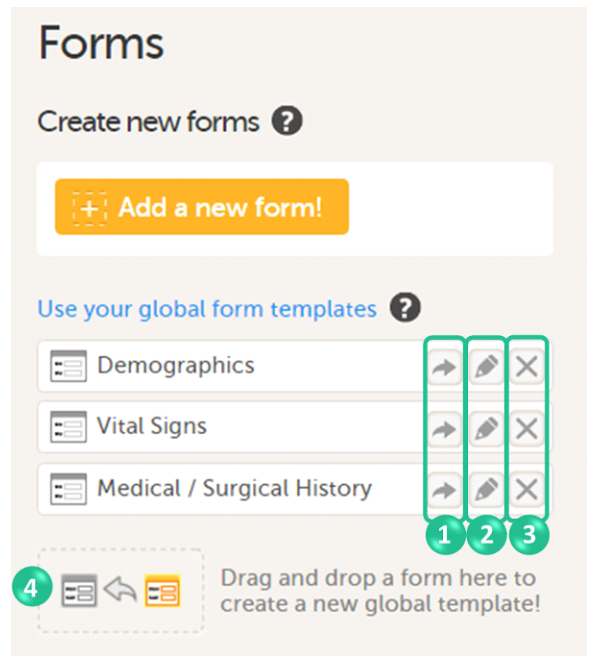 Forms
Create new forms ?
+ Add a new form!
Use your global form templates ?
Demographics
Vital Signs
Medical / Surgical History
1 2 3
4
Drag and drop a form here to
create a new global template!